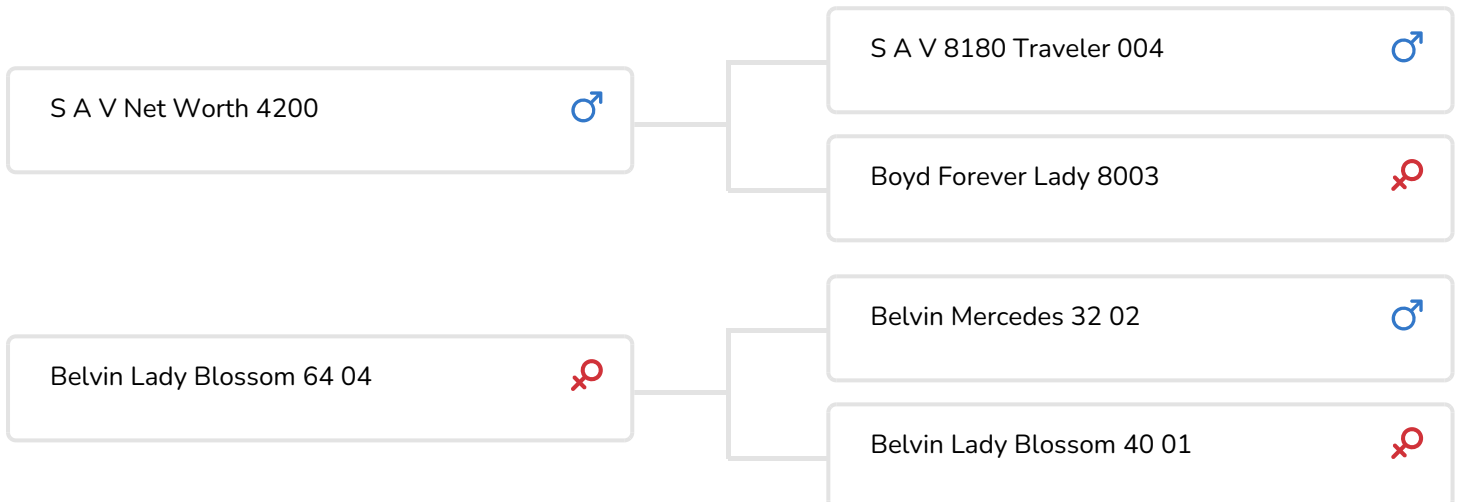 S A V 8180 Traveler 004
S A V Net Worth 4200
Boyd Forever Lady 8003
Belvin Mercedes 32 02
Belvin Lady Blossom 64 04
Belvin Lady Blossom 40 01